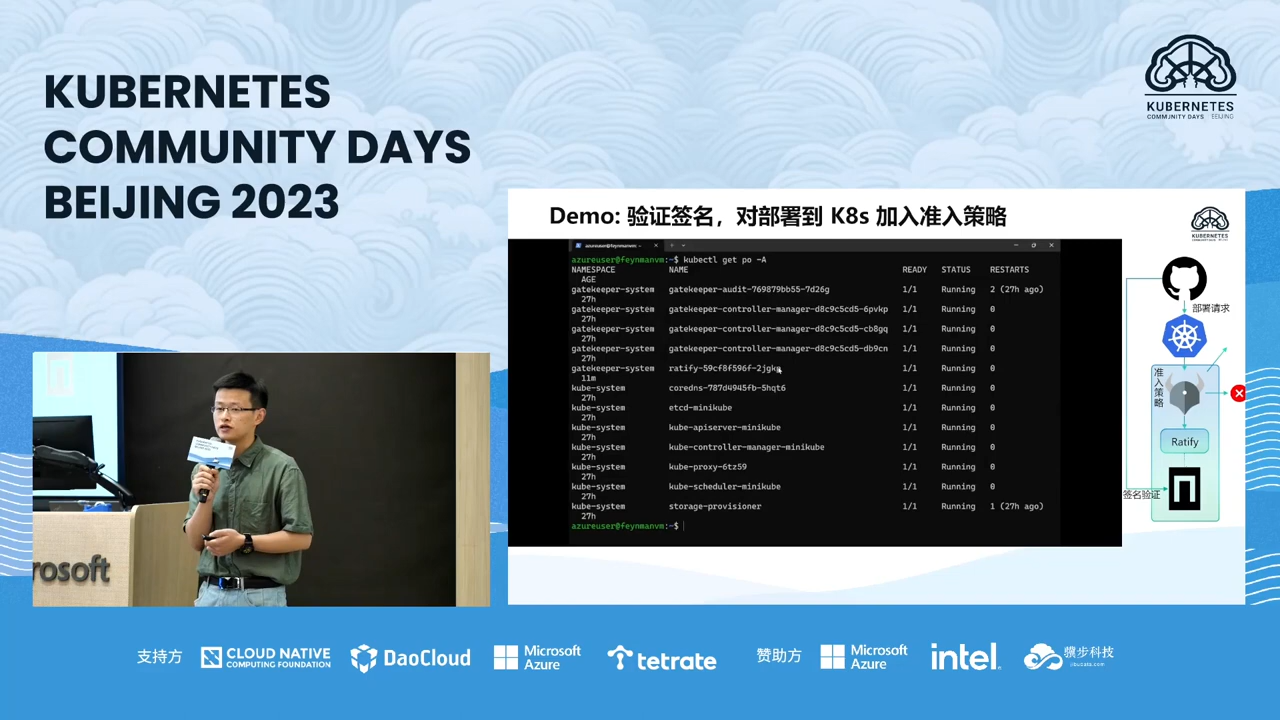 KUBERNETES
COMMUNITY DAYS
BEIJING 2023
KUBERNETES
COMMUNITY DAYS BEIJING
Demo: 验证签名，对部署到 K8s 加入准入策略
KUBERNETES
azureuser@feynmanvm: ~
azureuser@feynmanvm:~$ kubectl get po -A
NAMESPACE NAME READY STATUS RESTARTS
AGE
gatekeeper-system gatekeeper-audit-769879bb55-7d26g 1/1 Running 2 (27h ago)
27h
gatekeeper-system gatekeeper-controller-manager-d8c9c5cd5-6pvkp 1/1 Running 0
27h
gatekeeper-system gatekeeper-controller-manager-d8c9c5cd5-cb8gq 1/1 Running 0
27h
gatekeeper-system gatekeeper-controller-manager-d8c9c5cd5-db9cn 1/1 Running 0
27h
gatekeeper-system ratify-59cf8f596f-2jgkg 1/1 Running 0
11m
kube-system coredns-787d4945fb-5hqt6 1/1 Running 0
27h
kube-system etcd-minikube 1/1 Running 0
27h
kube-system kube-apiserver-minikube 1/1 Running 0
27h
kube-system kube-controller-manager-minikube 1/1 Running 0
27h
kube-system kube-proxy-6tz59 1/1 Running 0
27h
kube-system kube-scheduler-minikube 1/1 Running 0
27h
kube-system storage-provisioner 1/1 Running 1 (27h ago)
27h
azureuser@feynmanvm:~$
部署请求
准入策略
Ratify
签名验证
rosoft
支持方
CLOUD NATIVE
COMPUTING FOUNDATION
DaoCloud
Microsoft
Azure
tetrate
赞助方
Microsoft
Azure
intel.
骥步科技
jibudata.com